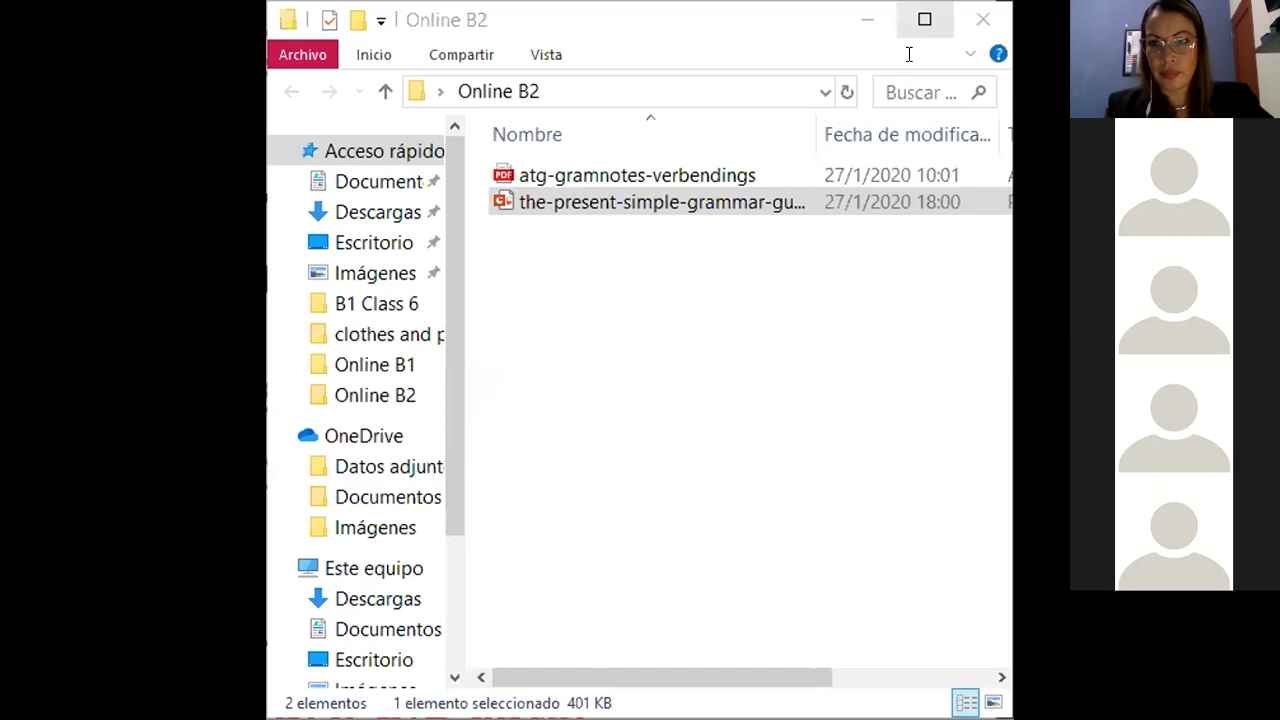 Online B2
Archivo Inicio Compartir Vista
Online B2 Buscar ...
Nombre Fecha de modifica...
Acceso rápido
Document
Descargas
Escritorio
Imágenes
B1 Class 6
clothes and p
Online B1
Online B2
OneDrive
Datos adjunt
Documentos
Imágenes
Este equipo
Descargas
Documentos
Escritorio
PDF atg-gramnotes-verbendings 27/1/2020 10:01
the-present-simple-grammar-gu... 27/1/2020 18:00
2 elementos 1 elemento seleccionado 401 KB